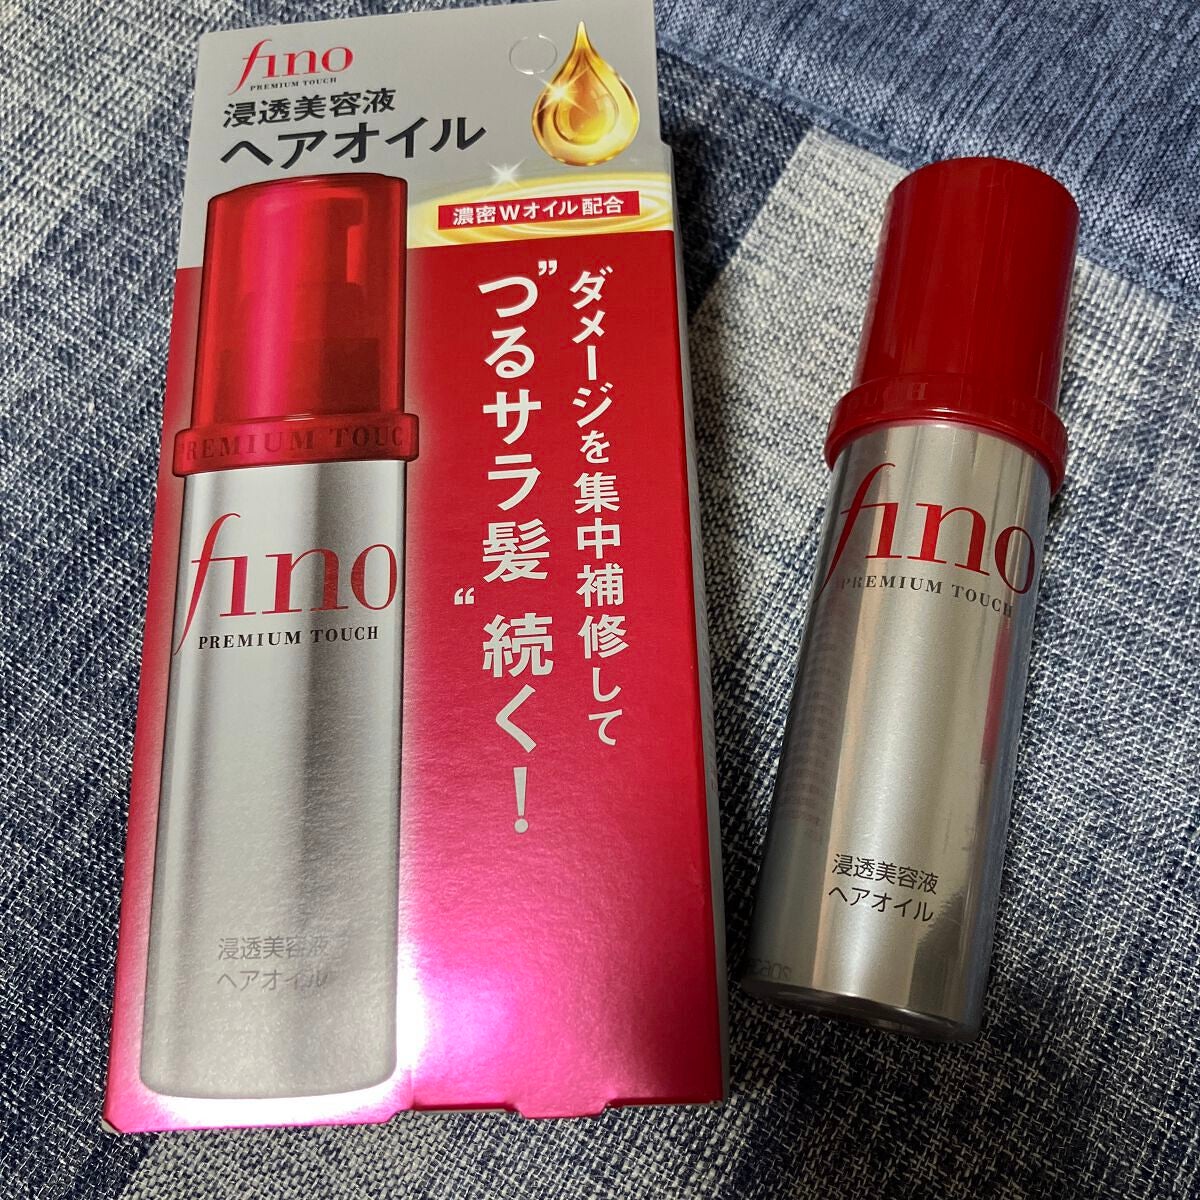 fino
PREMIUM TOUCH
浸透美容液
ヘアオイル
濃密Wオイル配合
ダメージを集中補修して
”つるサラ髪“続く！
PREMIUM TOUC
fino
PREMIUM TOUCH
浸透美容液
ヘアオイル
TOUCH
fino
PREMIUM TOUCH
浸透美容液
ヘアオイル